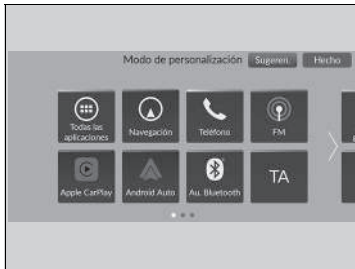 Modo de personalización Sugeren. Hecho
Todas las
aplicaciones
Navegación
Teléfono
FM
Apple CarPlay
Android Auto
Au. Bluetooth
TA